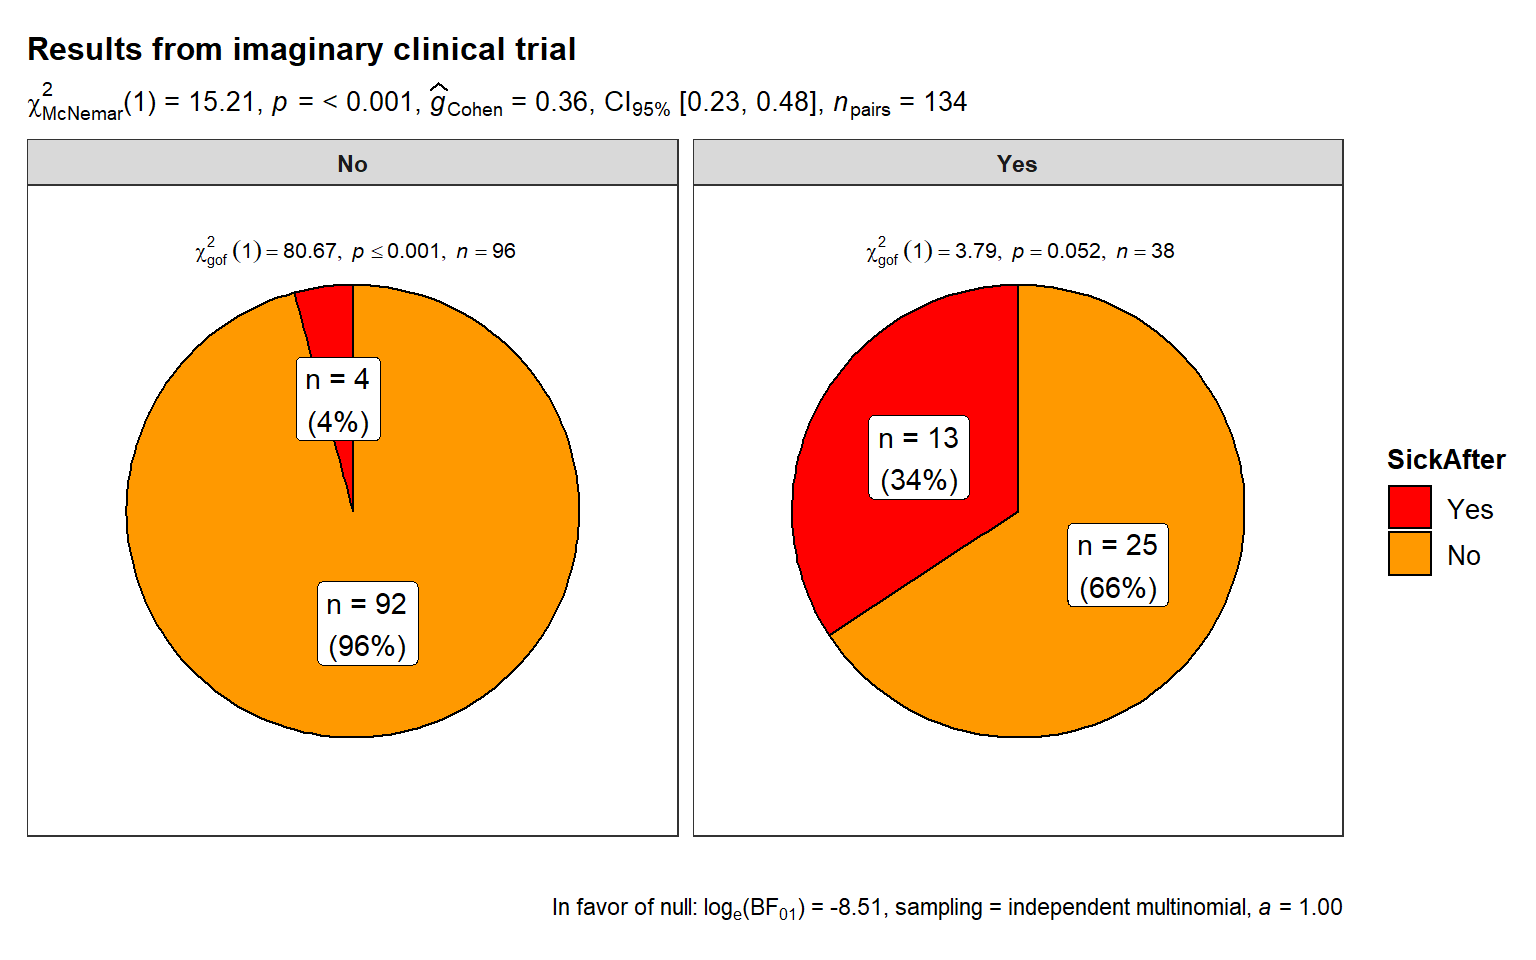 Results from imaginary clinical trial
χ²McNemar(1) = 15.21, p = < 0.001, ĝCohen = 0.36, CI95% [0.23, 0.48], npairs = 134
No
Yes
χ²gof (1) = 80.67, p ≤ 0.001, n = 96
χ²gof (1) = 3.79, p = 0.052, n = 38
n = 4
(4%)
n = 92
(96%)
n = 13
(34%)
n = 25
(66%)
SickAfter
Yes
No
In favor of null: loge(BF01) = -8.51, sampling = independent multinomial, a = 1.00